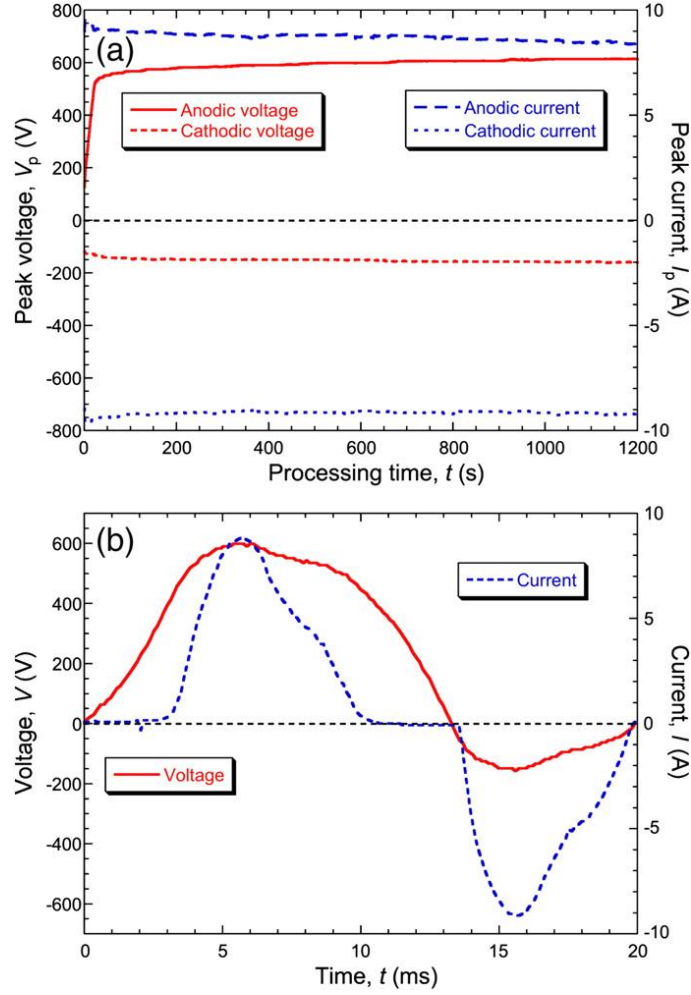 (a)
800
600
400
200
0
-200
-400
-600
800
Peak voltage, Vp (V)
Anodic voltage
Cathodic voltage
Anodic current
Cathodic current
10
5
0
-5
-10
Peak current, Ip (A)
0 200 400 600 800 1000 1200
Processing time, t (s)
(b)
600
400
200
0
-200
-400
-600
Voltage, V (V)
Current
Voltage
10
5
0
-5
-10
Current, I (A)
0 5 10 15 20
Time, t (ms)